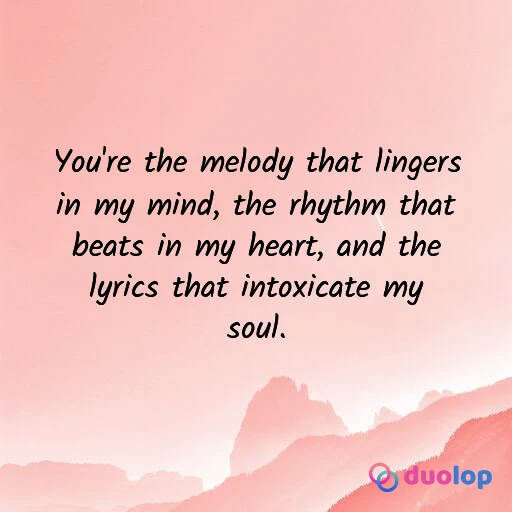 You're the melody that lingers
in my mind, the rhythm that
beats in my heart, and the
lyrics that intoxicate my
soul.
duolop